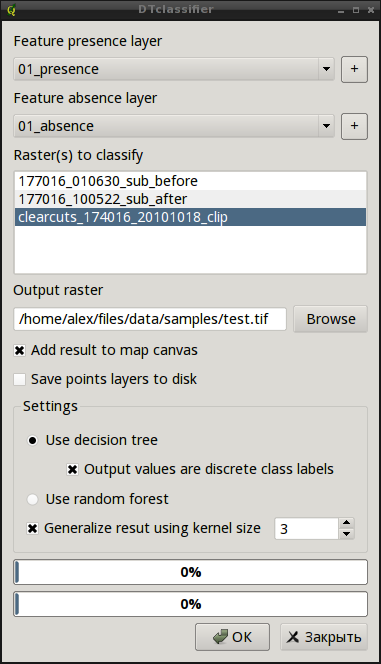 DTclassifier
Feature presence layer
01_presence
+
Feature absence layer
01_absence
+
Raster(s) to classify
177016_010630_sub_before
177016_100522_sub_after
clearcuts_174016_20101018_clip
Output raster
/home/alex/files/data/samples/test.tif
Browse
Add result to map canvas
Save points layers to disk
Settings
Use decision tree
Output values are discrete class labels
Use random forest
Generalize resut using kernel size 3
0%
0%
OK Закрыть